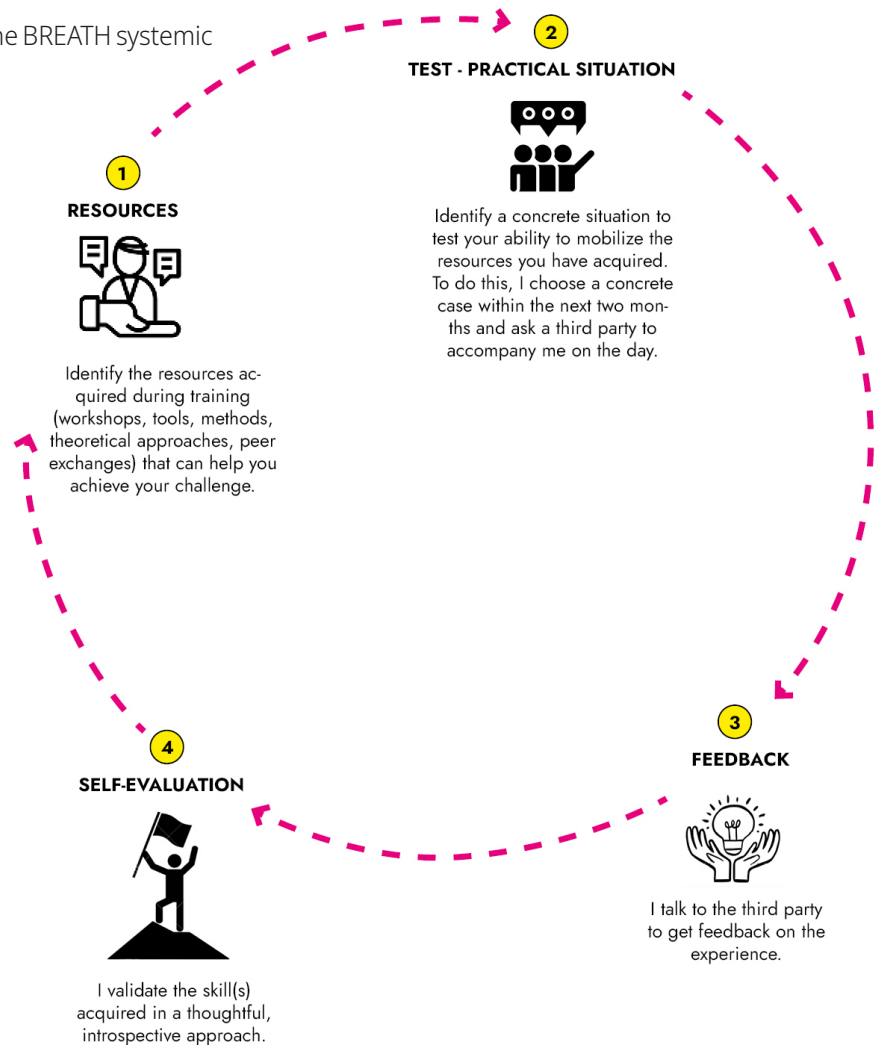 ne BREATH systemic
1
RESOURCES
Identify the resources ac-
quired during training
(workshops, tools, methods,
theoretical approaches, peer
exchanges) that can help you
achieve your challenge.
2
TEST - PRACTICAL SITUATION
Identify a concrete situation to
test your ability to mobilize the
resources you have acquired.
To do this, I choose a concrete
case within the next two mon-
ths and ask a third party to
accompany me on the day.
3
FEEDBACK
I talk to the third party
to get feedback on the
experience.
4
SELF-EVALUATION
I validate the skill(s)
acquired in a thoughtful,
introspective approach.